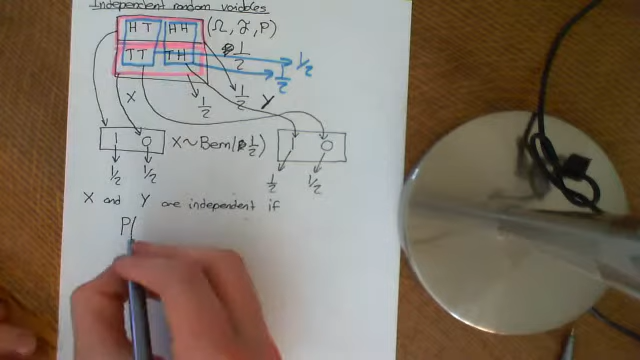 Independent random variables
HT HH (Ω, F, P)
1/2
TT TH
1/2
1/2
1/2
1/2
X
Y
1 0 X ~ Bern(1/2) 1 0
1/2 1/2 1/2 1/2
X and Y are independent if
P(